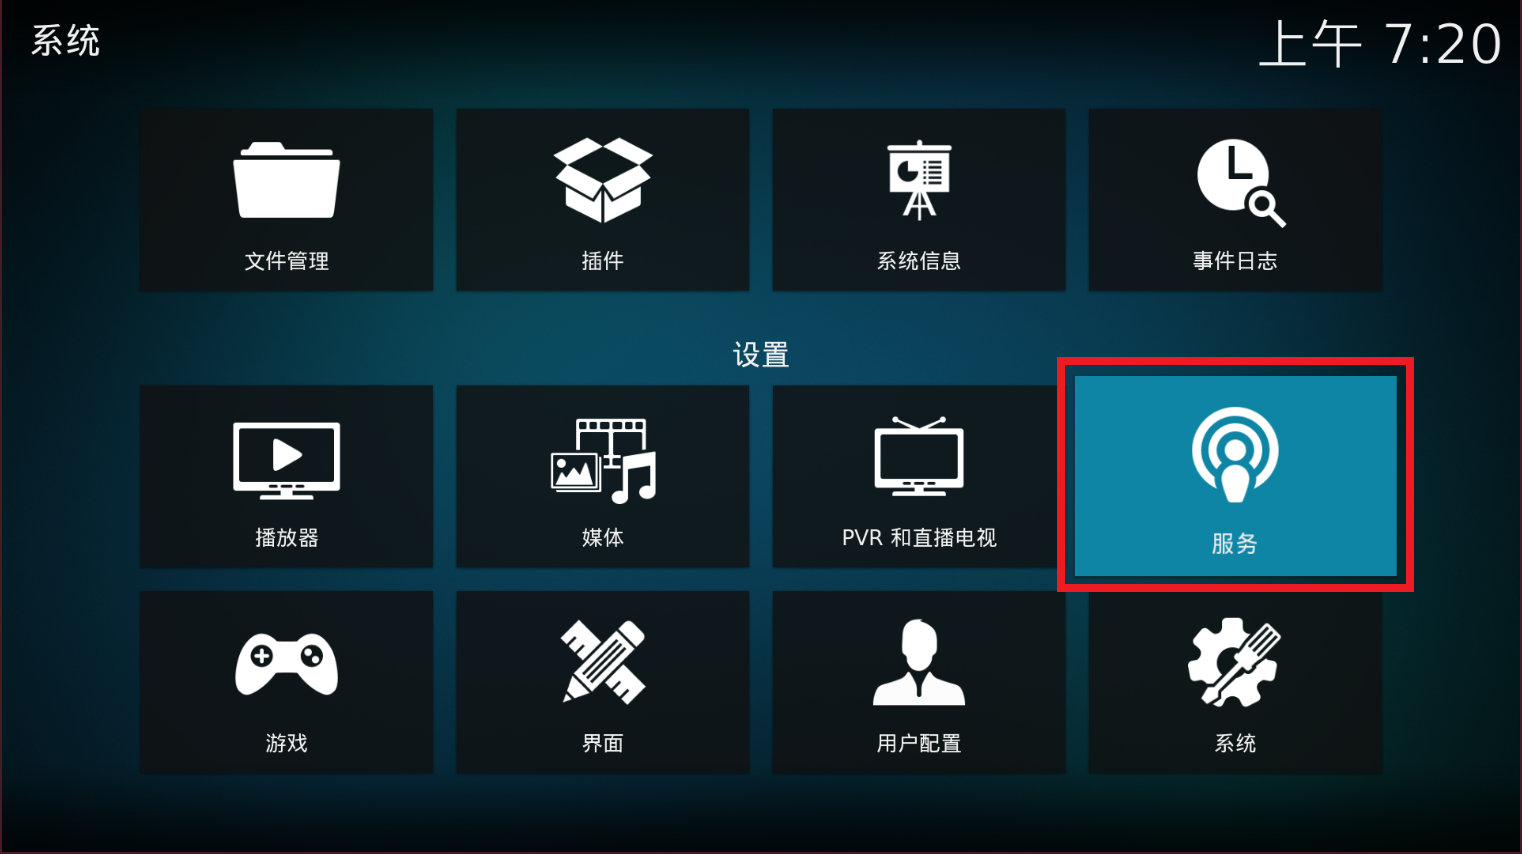 系统
上午 7:20
文件管理
插件
系统信息
事件日志
设置
播放器
媒体
PVR 和直播电视
服务
游戏
界面
用户配置
系统